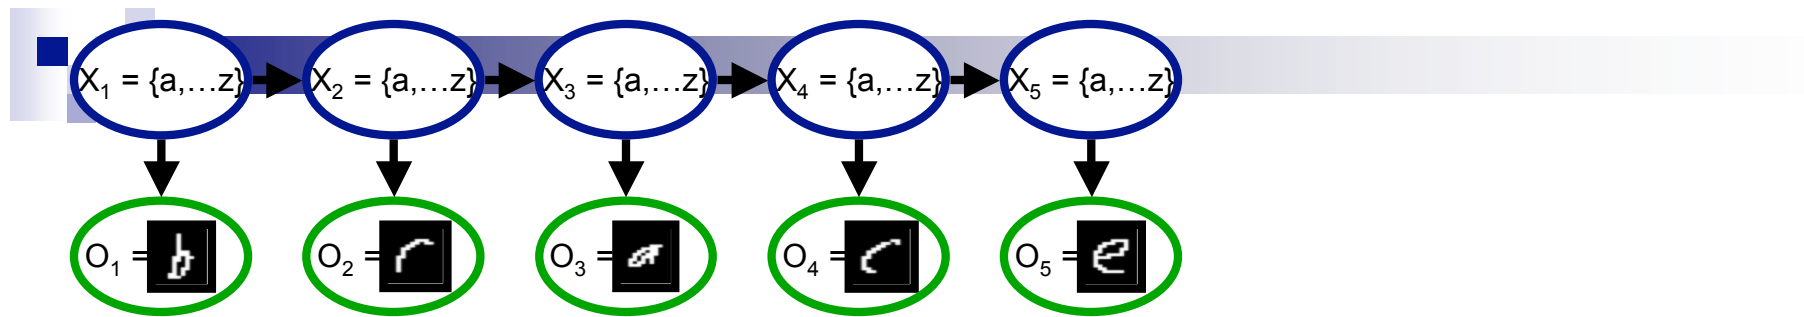 X₁ = {a,…z} X₂ = {a,…z} X₃ = {a,…z} X₄ = {a,…z} X₅ = {a,…z}
O₁ = b O₂ = r O₃ = a O₄ = c O₅ = e